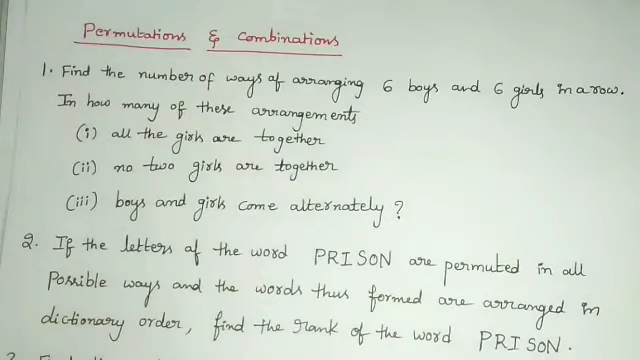 Permutations & Combinations
1. Find the number of ways of arranging 6 boys and 6 girls in a row.
In how many of these arrangements
(i) all the girls are together
(ii) no two girls are together
(iii) boys and girls come alternately?
2. If the letters of the word PRISON are permuted in all
possible ways and the words thus formed are arranged in
dictionary order, find the rank of the word PRISON.